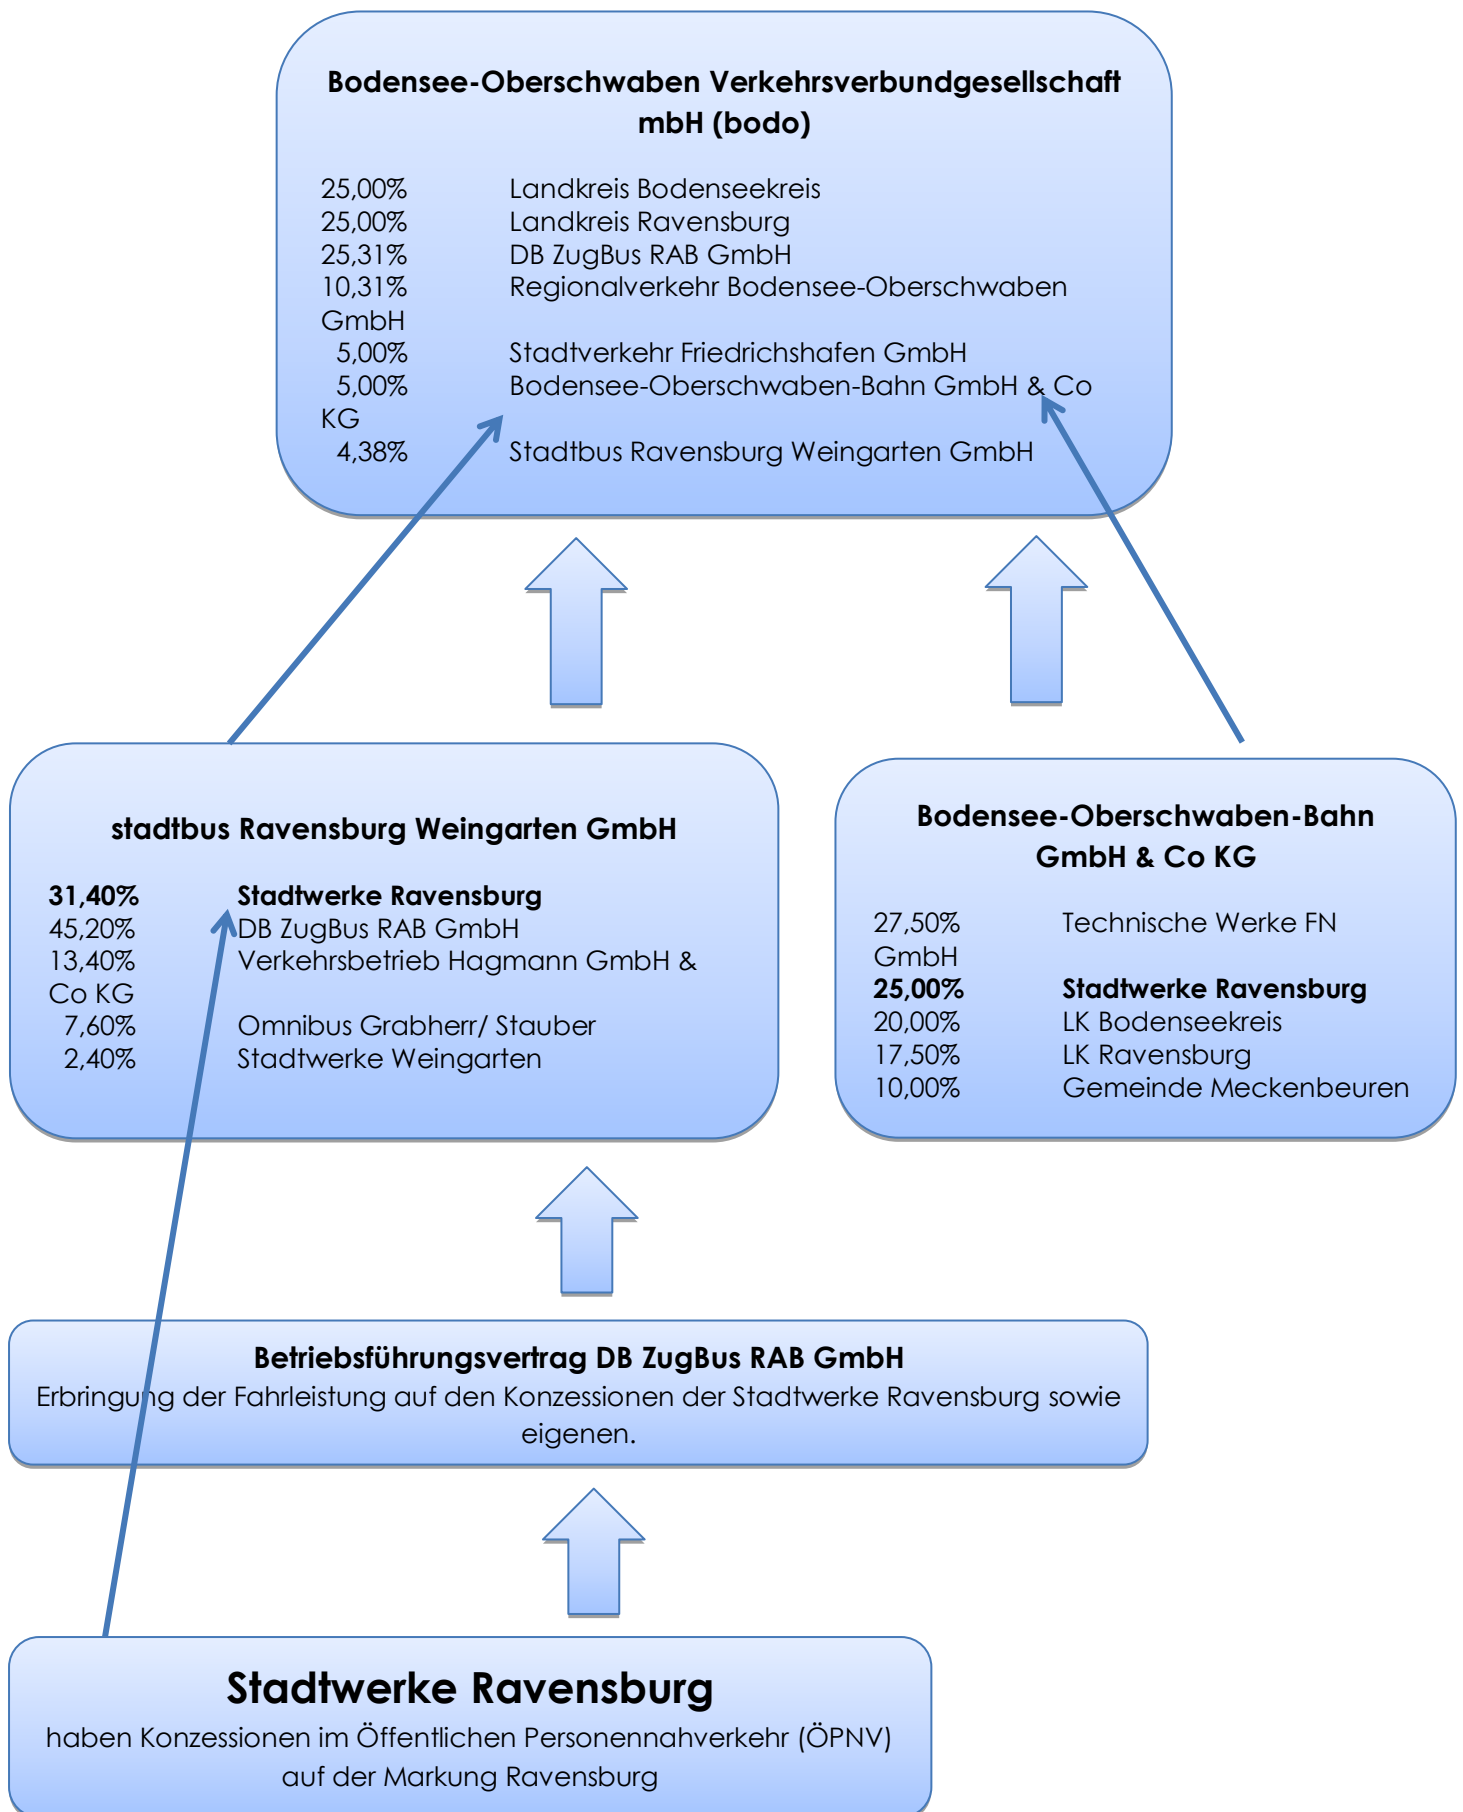 Bodensee-Oberschwaben Verkehrsverbundgesellschaft
mbH (bodo)
25,00% Landkreis Bodenseekreis
25,00% Landkreis Ravensburg
25,31% DB ZugBus RAB GmbH
10,31% Regionalverkehr Bodensee-Oberschwaben
GmbH
5,00% Stadtverkehr Friedrichshafen GmbH
5,00% Bodensee-Oberschwaben-Bahn GmbH & Co
KG
4,38% Stadtbus Ravensburg Weingarten GmbH
stadtbus Ravensburg Weingarten GmbH
31,40% Stadtwerke Ravensburg
45,20% DB ZugBus RAB GmbH
13,40% Verkehrsbetrieb Hagmann GmbH &
Co KG
7,60% Omnibus Grabherr/ Stauber
2,40% Stadtwerke Weingarten
Bodensee-Oberschwaben-Bahn
GmbH & Co KG
27,50% Technische Werke FN
GmbH
25,00% Stadtwerke Ravensburg
20,00% LK Bodenseekreis
17,50% LK Ravensburg
10,00% Gemeinde Meckenbeuren
Betriebsführungsvertrag DB ZugBus RAB GmbH
Erbringung der Fahrleistung auf den Konzessionen der Stadtwerke Ravensburg sowie
eigenen.
Stadtwerke Ravensburg
haben Konzessionen im Öffentlichen Personennahverkehr (ÖPNV)
auf der Markung Ravensburg